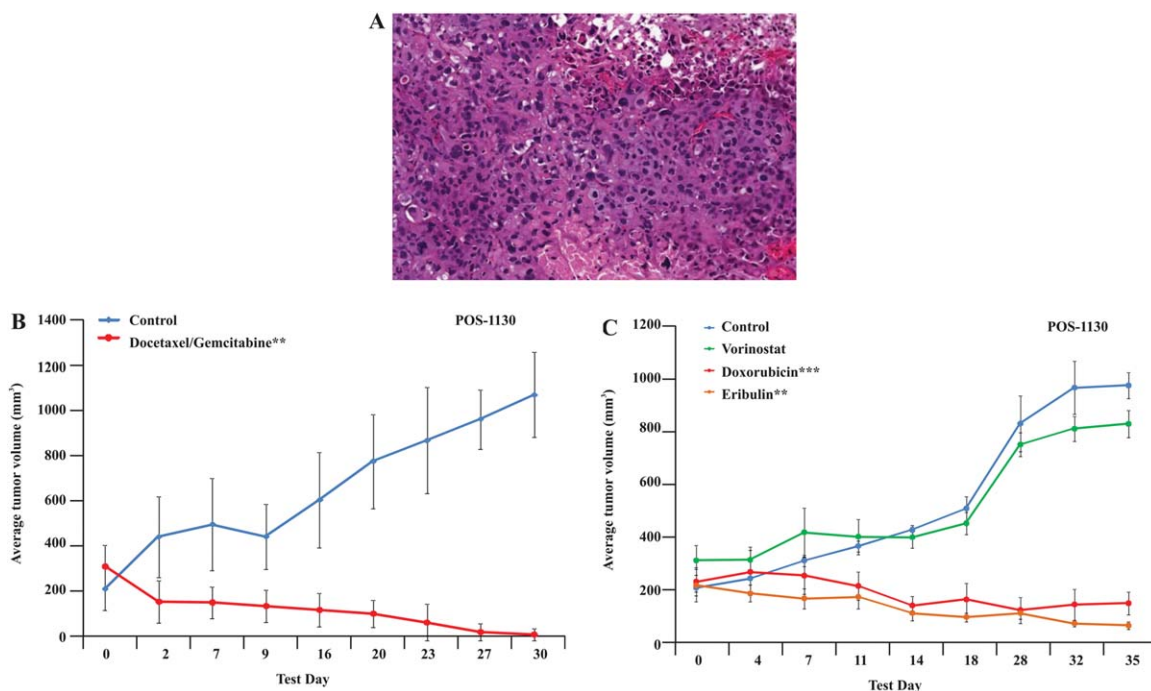 A
B
POS-1130
Control
Docetaxel/Gemcitabine**
Average tumor volume (mm³)
1400
1200
1000
800
600
400
200
0
0 2 7 9 16 20 23 27 30
Test Day
C
POS-1130
Control
Vorinostat
Doxorubicin***
Eribulin**
Average tumor volume (mm³)
1200
1000
800
600
400
200
0
0 4 7 11 14 18 28 32 35
Test Day